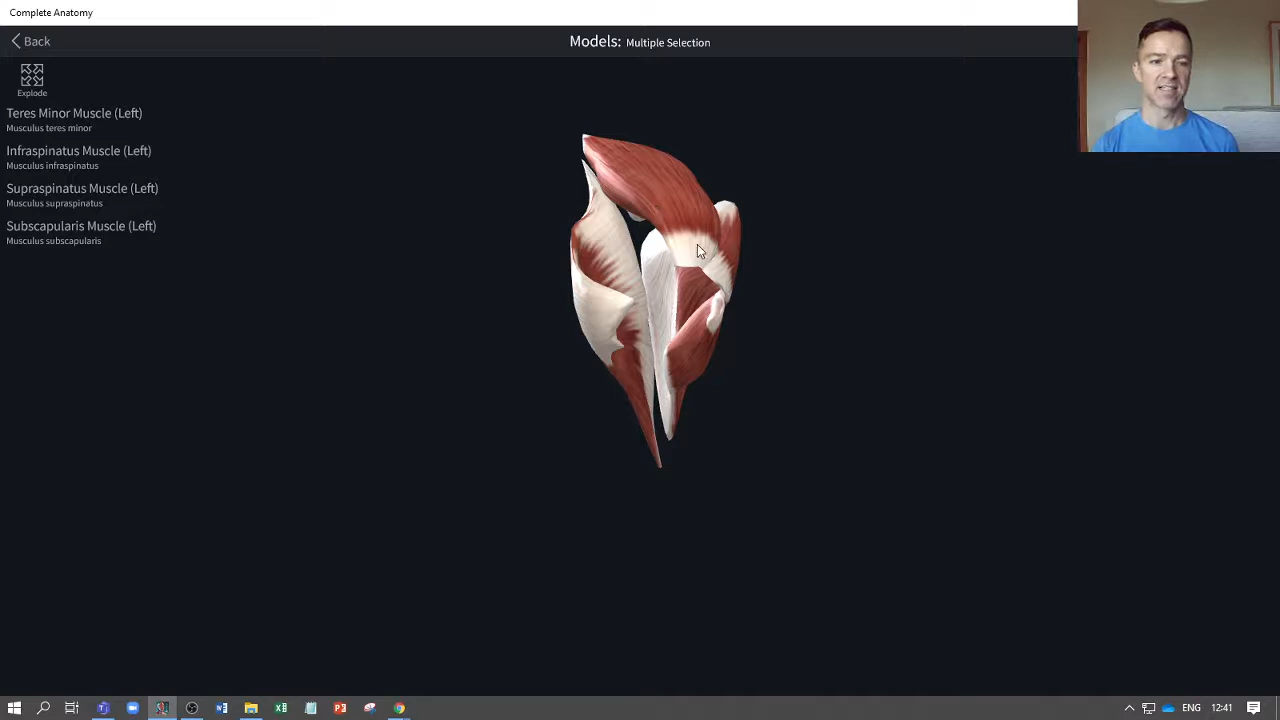 Complete Anatomy
Back
Models: Multiple Selection
Explode
Teres Minor Muscle (Left)
Musculus teres minor
Infraspinatus Muscle (Left)
Musculus infraspinatus
Supraspinatus Muscle (Left)
Musculus supraspinatus
Subscapularis Muscle (Left)
Musculus subscapularis
ENG
12:41